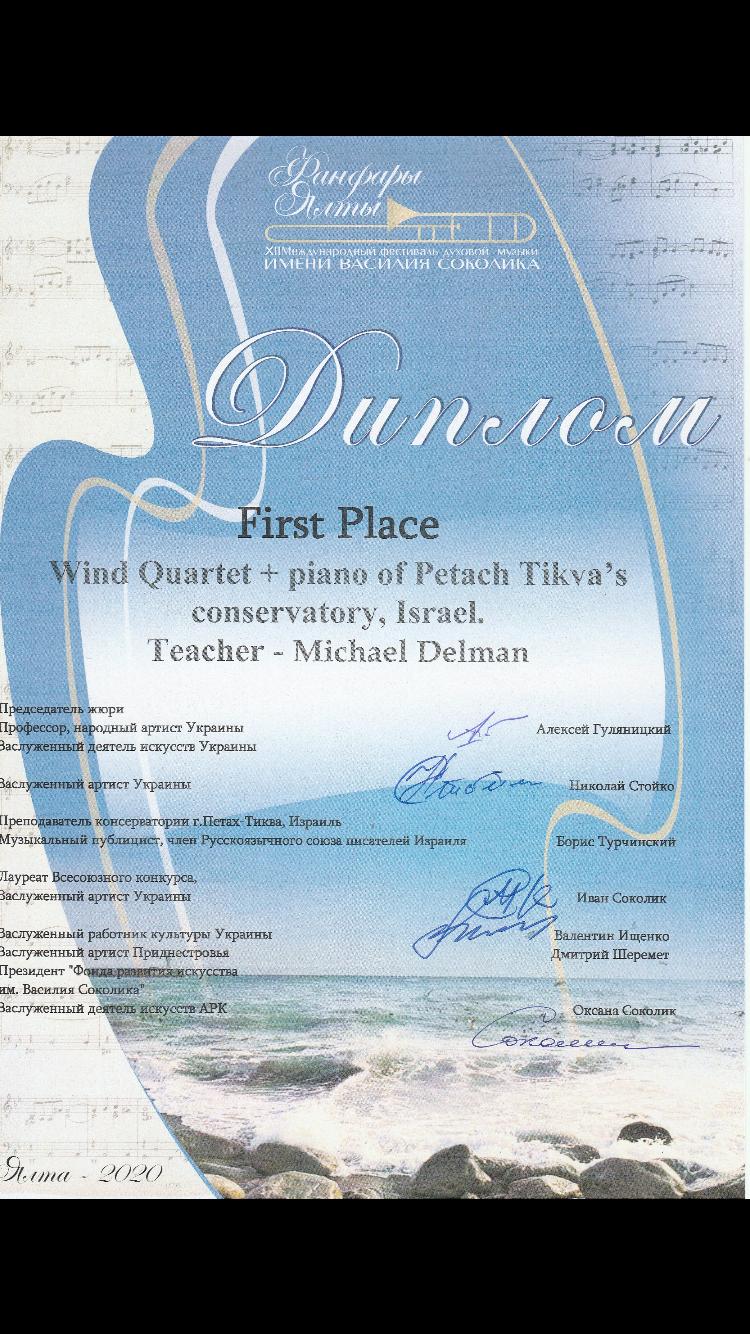 Фанфары
Ялты
XII Международный фестиваль духовой музыки
ИМЕНИ ВАСИЛИЯ СОКОЛИКА
Диплом
First Place
Wind Quartet + piano of Petach Tikva's
conservatory, Israel.
Teacher - Michael Delman
Председатель жюри
Профессор, народный артист Украины
Заслуженный деятель искусств Украины
Алексей Гуляницкий
Заслуженный артист Украины
Николай Стойко
Преподаватель консерватории г.Петах-Тиква, Израиль
Музыкальный публицист, член Русскоязычного союза писателей Израиля
Борис Турчинский
Лауреат Всесоюзного конкурса,
Заслуженный артист Украины
Иван Соколик
Заслуженный работник культуры Украины
Валентин Ищенко
Заслуженный артист Приднестровья
Дмитрий Шеремет
Президент "Фонда развития искусства
им. Василия Соколика"
Заслуженный деятель искусств АРК
Оксана Соколик
Ялта - 2020